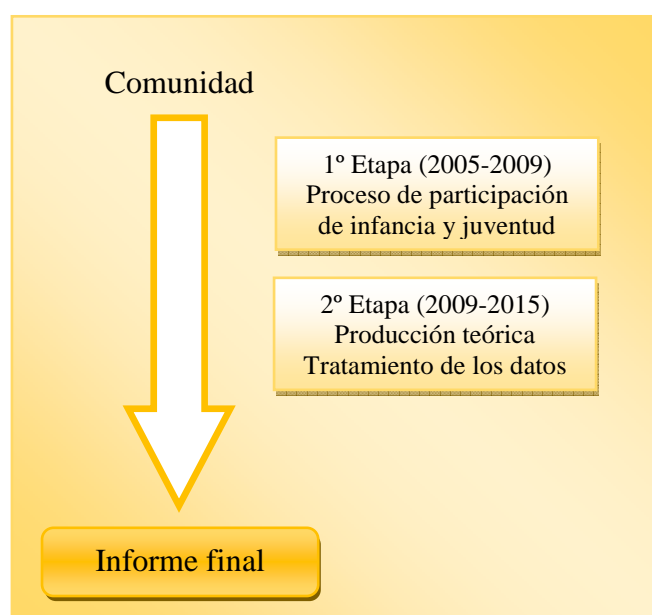 Comunidad
1º Etapa (2005-2009)
Proceso de participación
de infancia y juventud
2º Etapa (2009-2015)
Producción teórica
Tratamiento de los datos
Informe final